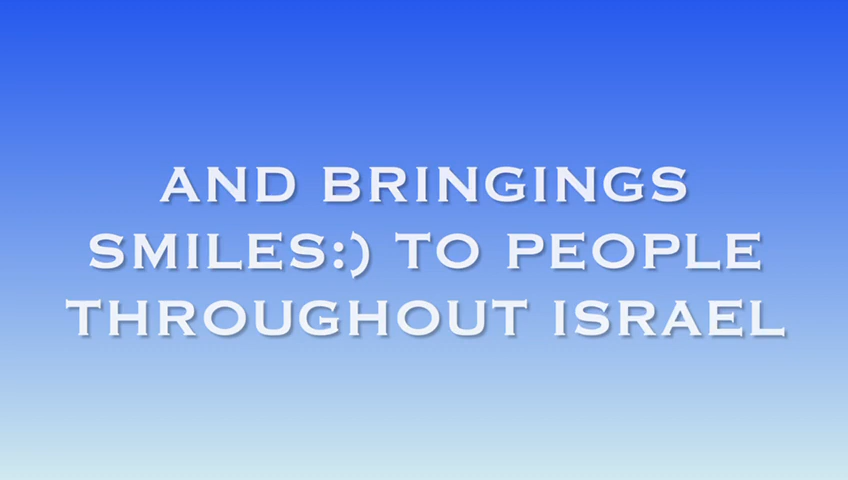 AND BRINGINGS
SMILES:) TO PEOPLE
THROUGHOUT ISRAEL